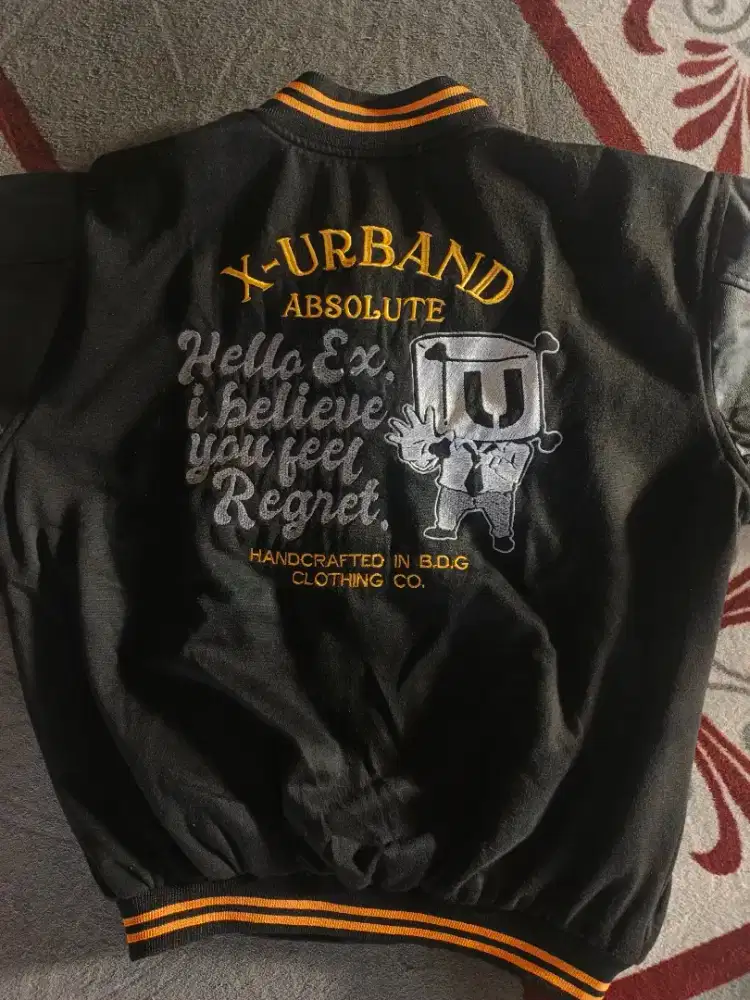 X-URBAND
ABSOLUTE
Hello Ex,
i believe
you feel
Regret.
U
HANDCRAFTED IN B.D.G
CLOTHING CO.